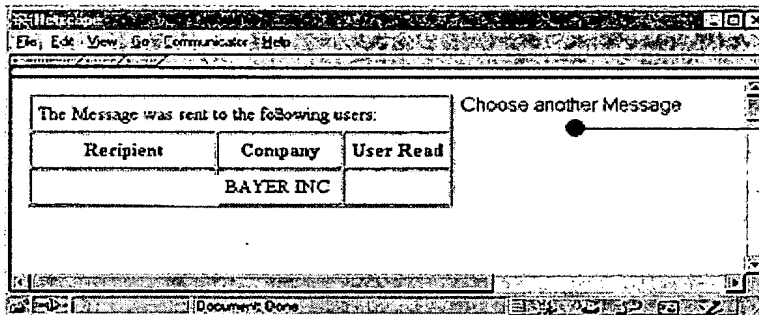 Netscape
File Edit View Go Communicator Help
The Message was sent to the following users:
Choose another Message
Recipient Company User Read
BAYER INC
Document: Done